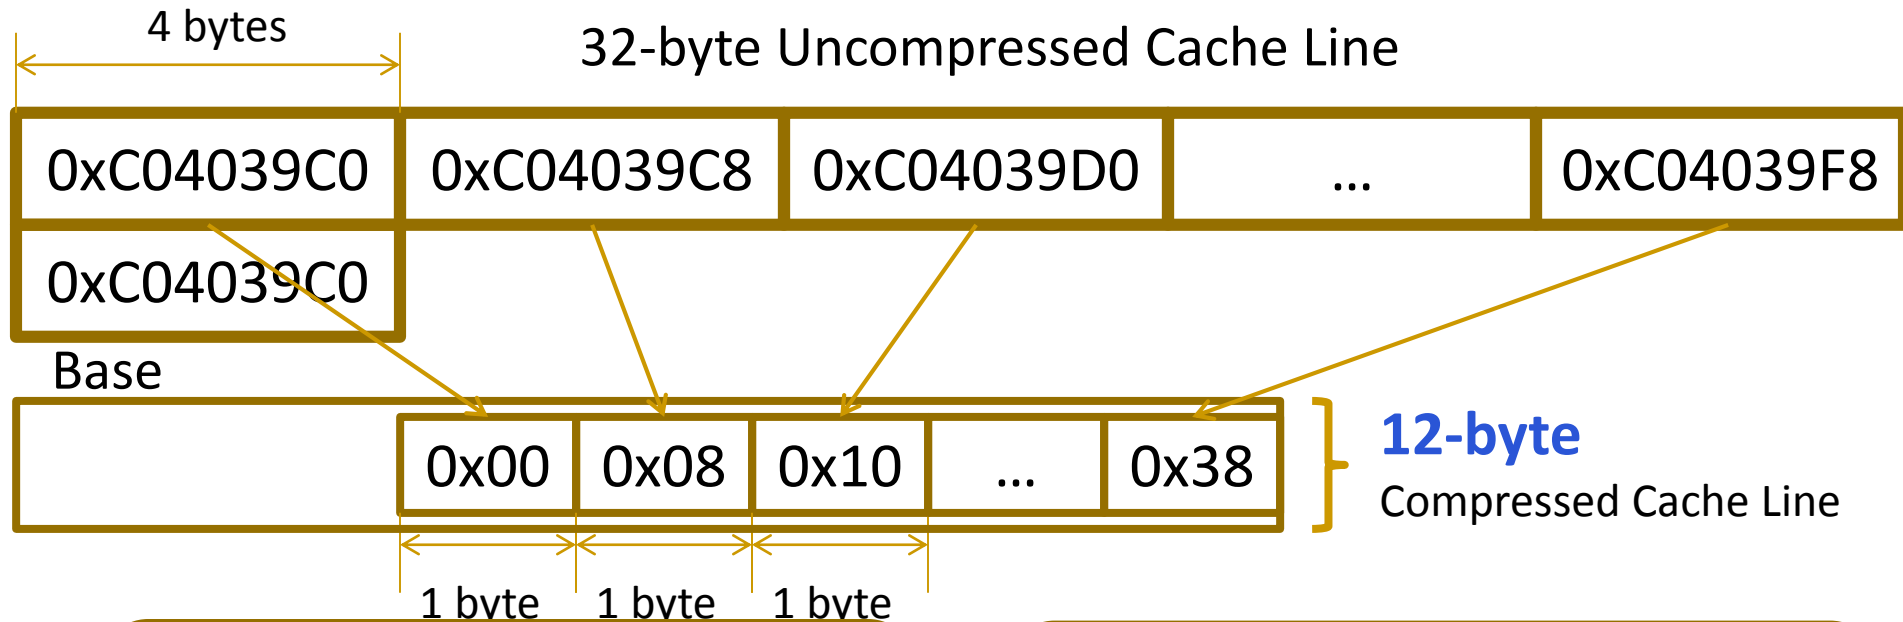 4 bytes
32-byte Uncompressed Cache Line
0xC04039C0 0xC04039C8 0xC04039D0 ... 0xC04039F8
0xC04039C0
Base
0x00 0x08 0x10 ... 0x38
12-byte
Compressed Cache Line
1 byte 1 byte 1 byte